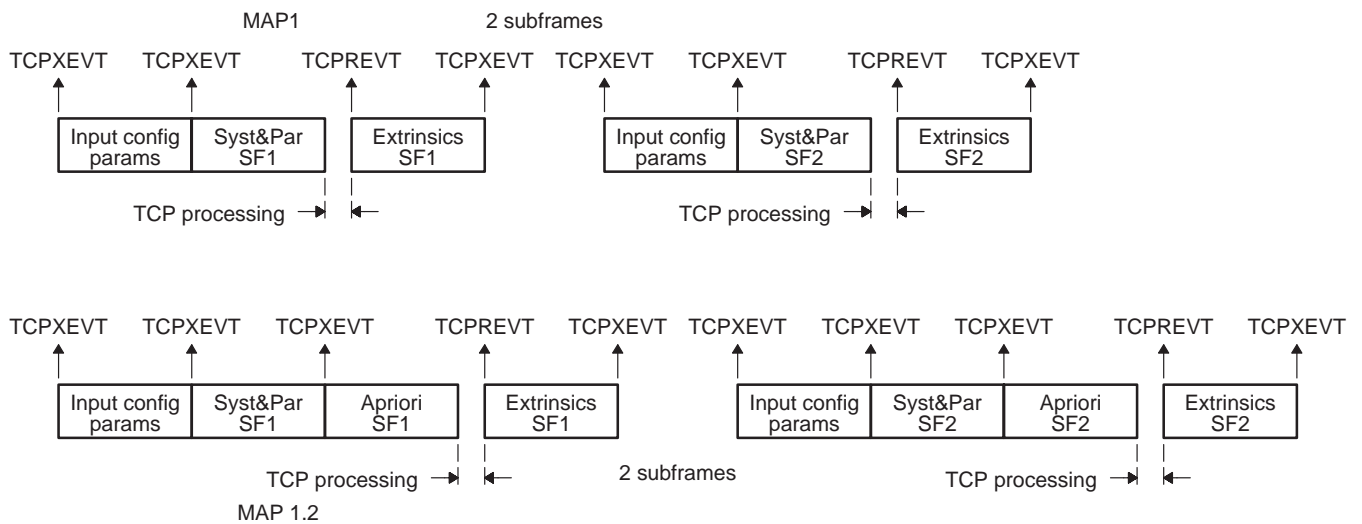 MAP1 2 subframes
TCPXEVT TCPXEVT TCPREVT TCPXEVT TCPXEVT TCPXEVT TCPREVT TCPXEVT
Input config params
Syst&Par SF1
Extrinsics SF1
Input config params
Syst&Par SF2
Extrinsics SF2
TCP processing TCP processing
TCPXEVT TCPXEVT TCPXEVT TCPREVT TCPXEVT TCPXEVT TCPXEVT TCPXEVT TCPREVT TCPXEVT
Input config params
Syst&Par SF1
Apriori SF1
Extrinsics SF1
Input config params
Syst&Par SF2
Apriori SF2
Extrinsics SF2
TCP processing 2 subframes TCP processing
MAP 1,2